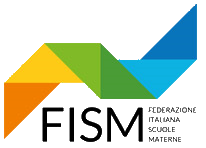 FISM
FEDERAZIONE
ITALIANA
SCUOLE
MATERNE